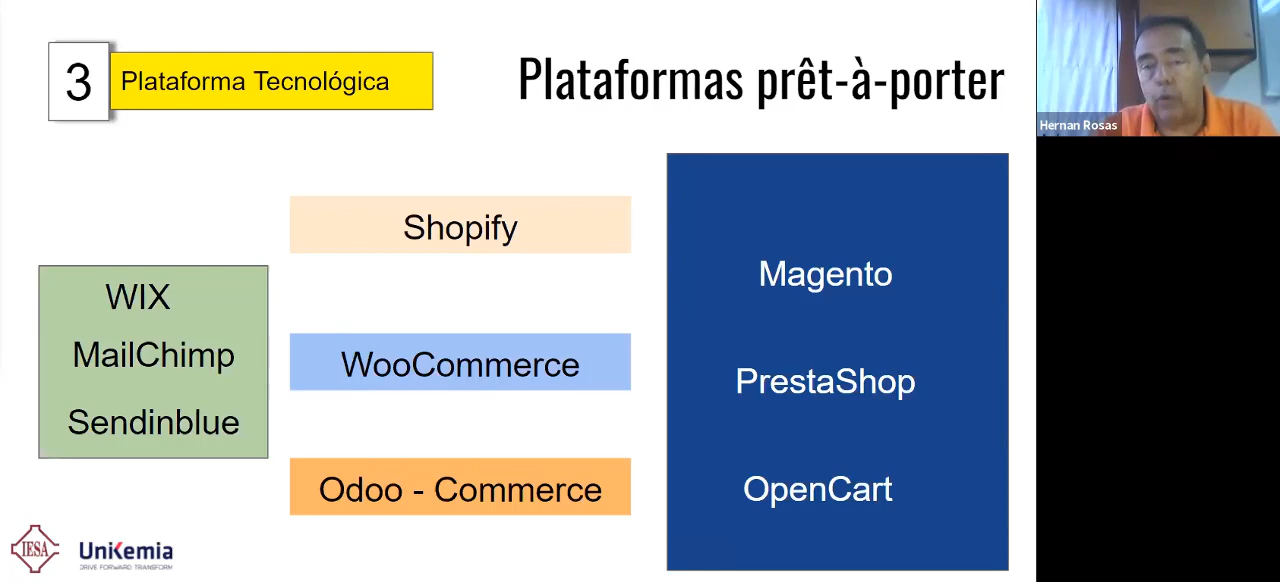 3
Plataforma Tecnológica
Plataformas prêt-à-porter
Hernan Rosas
WIX
MailChimp
Sendinblue
Shopify
WooCommerce
Odoo - Commerce
Magento
PrestaShop
OpenCart
IESA
UniKemia
DRIVE FORWARD TRANSFORM